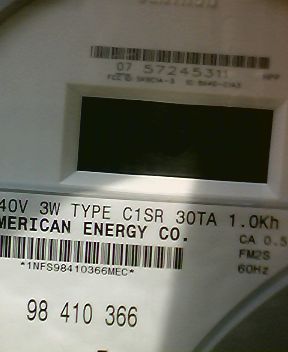 07 57245311
40V 3W TYPE C1SR 30TA 1.0Kh
MERICAN ENERGY CO.
CA 0.5
FM2S
*1NFS98410366MEC*
60Hz
98 410 366